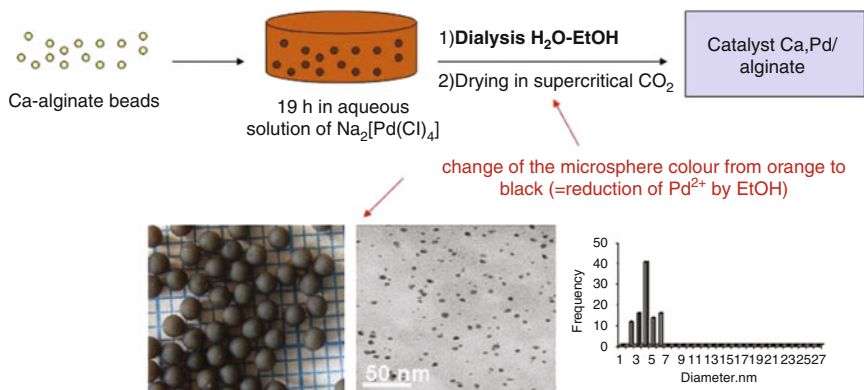 Ca-alginate beads
19 h in aqueous
solution of Na₂[Pd(Cl)₄]
1)Dialysis H₂O-EtOH
2)Drying in supercritical CO₂
Catalyst Ca,Pd/
alginate
change of the microsphere colour from orange to
black (=reduction of Pd²⁺ by EtOH)
50 nm
Frequency
50
40
30
20
10
0
1 3 5 7 9 11 13 15 17 19 21 23 25 27
Diameter.nm